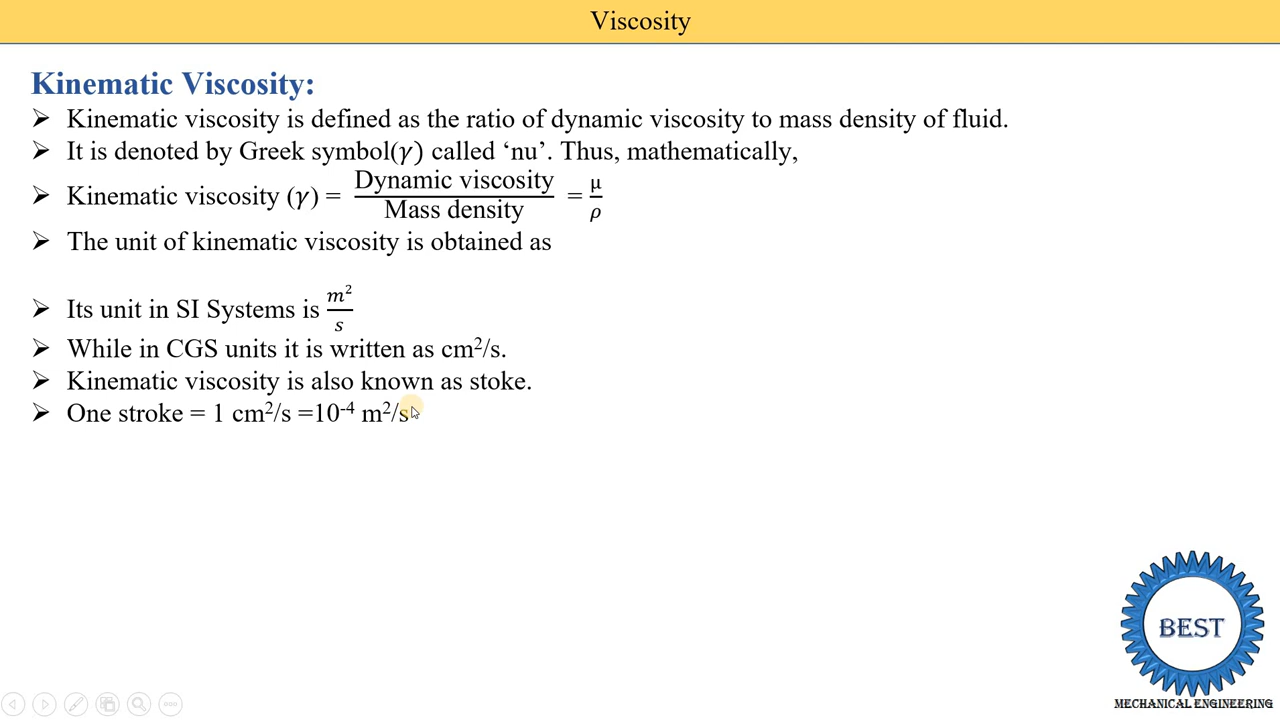 Viscosity
Kinematic Viscosity:
➢ Kinematic viscosity is defined as the ratio of dynamic viscosity to mass density of fluid.
➢ It is denoted by Greek symbol(γ) called ‘nu’. Thus, mathematically,
➢ Kinematic viscosity (γ) = Dynamic viscosity / Mass density = μ / ρ
➢ The unit of kinematic viscosity is obtained as
➢ Its unit in SI Systems is m² / s
➢ While in CGS units it is written as cm²/s.
➢ Kinematic viscosity is also known as stoke.
➢ One stroke = 1 cm²/s =10⁻⁴ m²/s
BEST
MECHANICAL ENGINEERING